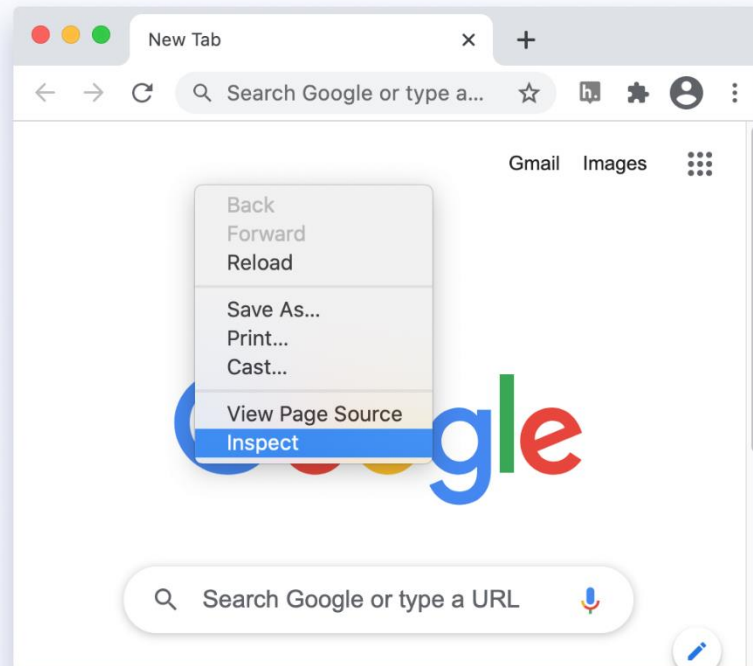 New Tab
Search Google or type a...
h.
Gmail Images
Back
Forward
Reload
Save As...
Print...
Cast...
View Page Source
Inspect
gle
Search Google or type a URL